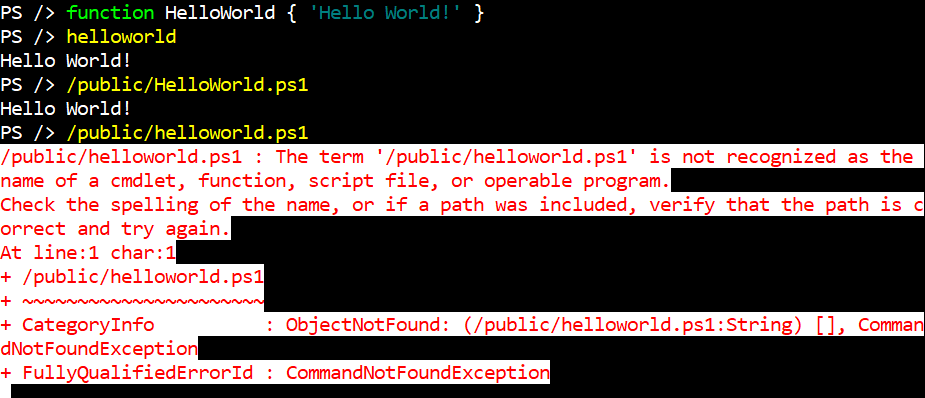 PS /> function HelloWorld { 'Hello World!' }
PS /> helloworld
Hello World!
PS /> /public/HelloWorld.ps1
Hello World!
PS /> /public/helloworld.ps1
/public/helloworld.ps1 : The term '/public/helloworld.ps1' is not recognized as the
name of a cmdlet, function, script file, or operable program.
Check the spelling of the name, or if a path was included, verify that the path is c
orrect and try again.
At line:1 char:1
+ /public/helloworld.ps1
+ ~~~~~~~~~~~~~~~~~~~~~~
+ CategoryInfo          : ObjectNotFound: (/public/helloworld.ps1:String) [], Comman
dNotFoundException
+ FullyQualifiedErrorId : CommandNotFoundException